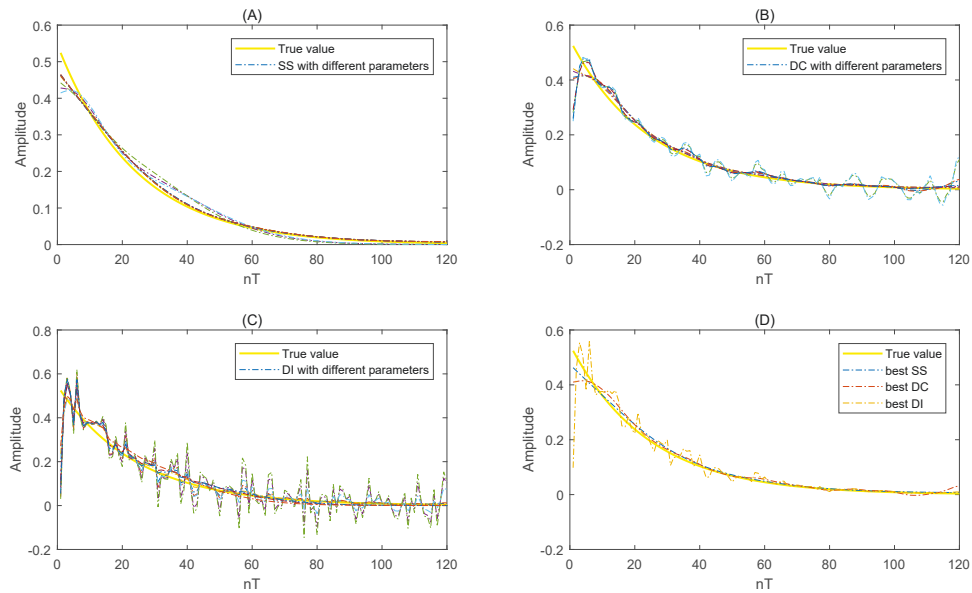 (A)
0.6
0.5
0.4
0.3
0.2
0.1
0
Amplitude
True value
SS with different parameters
0 20 40 60 80 100 120
nT
(B)
0.6
0.4
0.2
0
-0.2
Amplitude
True value
DC with different parameters
0 20 40 60 80 100 120
nT
(C)
0.8
0.6
0.4
0.2
0
-0.2
Amplitude
True value
DI with different parameters
0 20 40 60 80 100 120
nT
(D)
0.6
0.4
0.2
0
-0.2
Amplitude
True value
best SS
best DC
best DI
0 20 40 60 80 100 120
nT